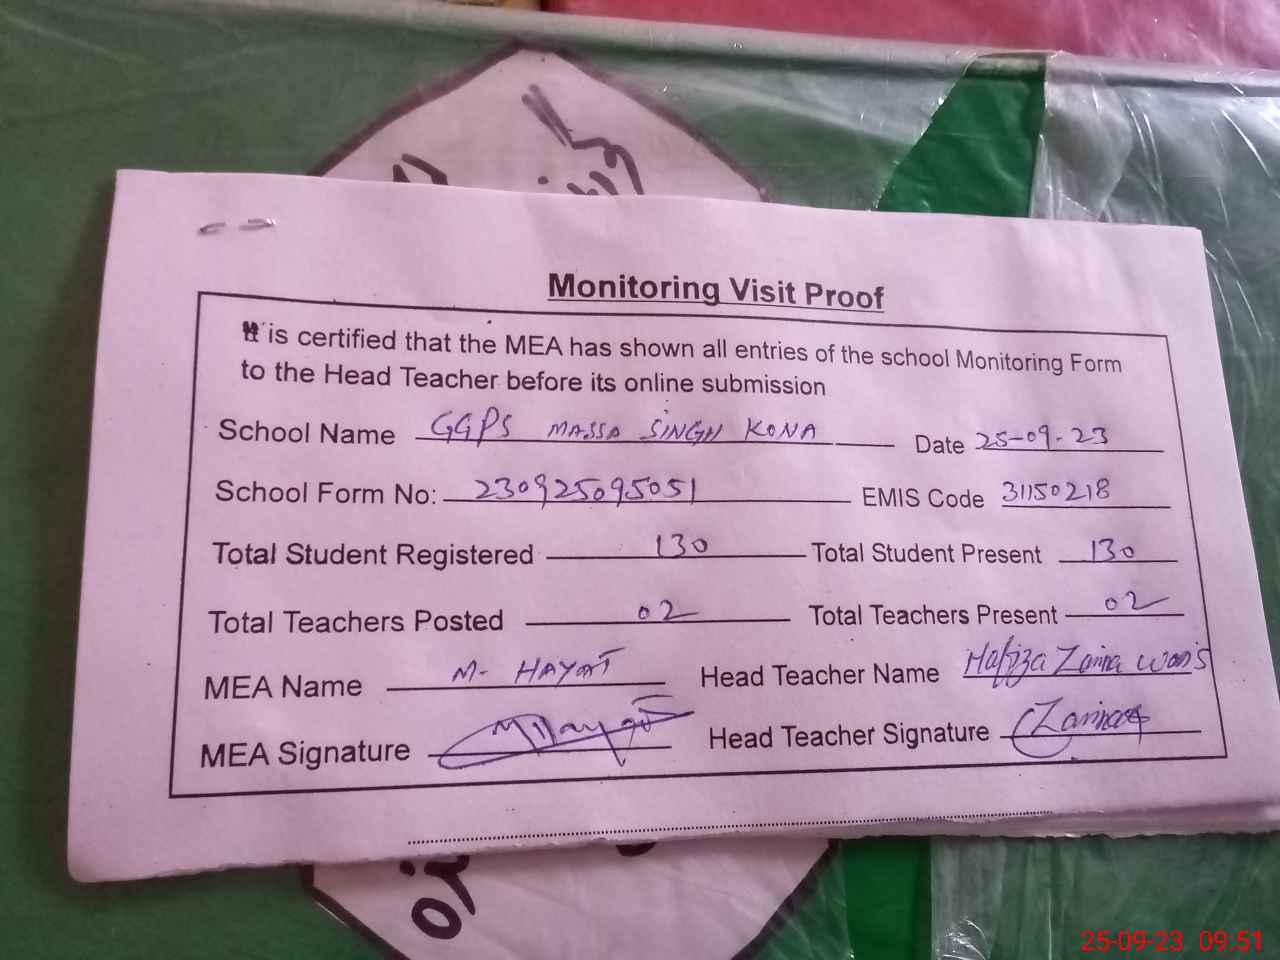 Monitoring Visit Proof
It is certified that the MEA has shown all entries of the school Monitoring Form
to the Head Teacher before its online submission
School Name GGPS MASSA SINGH KONA Date 25-09-23
School Form No: 230925095051 EMIS Code 31150218
Total Student Registered 130 Total Student Present 130
Total Teachers Posted 02 Total Teachers Present 02
MEA Name M- HAYAT Head Teacher Name Hafiza
MEA Signature MHayat Head Teacher Signature
25-09-23 09:51